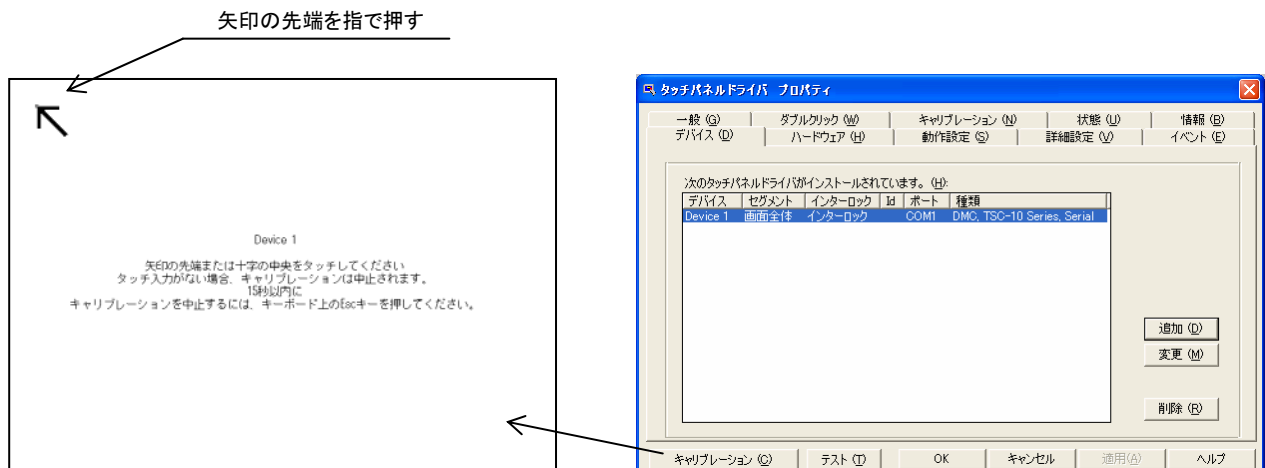 矢印の先端を指で押す
Device 1
矢印の先端または十字の中央をタッチしてください
タッチ入力がない場合、キャリブレーションは中止されます。
15秒以内に
キャリブレーションを中止するには、キーボード上のEscキーを押してください。
タッチパネルドライバ プロパティ
一般 (G) ダブルクリック (W) キャリブレーション (N) 状態 (U) 情報 (B)
デバイス (D) ハードウェア (H) 動作設定 (S) 詳細設定 (V) イベント (E)
次のタッチパネルドライバがインストールされています。 (H):
デバイス セグメント インターロック Id ポート 種類
Device 1 画面全体 インターロック COM1 DMC, TSC-10 Series, Serial
追加 (D)
変更 (M)
削除 (R)
キャリブレーション (C) テスト (T) OK キャンセル 適用(A) ヘルプ